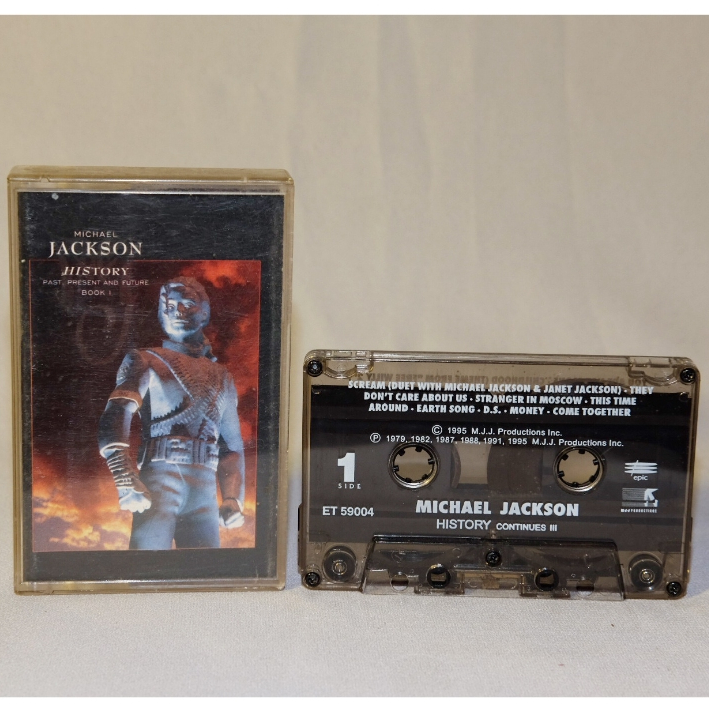 MICHAEL
JACKSON
HISTORY
PAST, PRESENT AND FUTURE
BOOK I
SCREAM (DUET WITH MICHAEL JACKSON & JANET JACKSON) · THEY
DON'T CARE ABOUT US · STRANGER IN MOSCOW · THIS TIME
AROUND · EARTH SONG · D.S. · MONEY · COME TOGETHER
© 1995 M.J.J. Productions Inc.
℗ 1979, 1982, 1987, 1988, 1991, 1995 M.J.J. Productions Inc.
1
SIDE
epic
ET 59004
MICHAEL JACKSON
HISTORY CONTINUES III